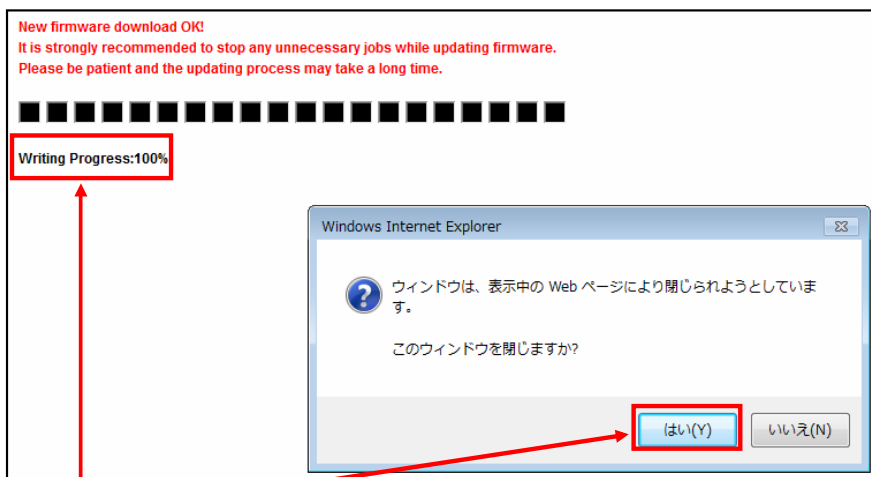 New firmware download OK!
It is strongly recommended to stop any unnecessary jobs while updating firmware.
Please be patient and the updating process may take a long time.
Writing Progress:100%
Windows Internet Explorer
ウィンドウは、表示中の Web ページにより閉じられようとしていま
す。
このウィンドウを閉じますか?
はい(Y)
いいえ(N)